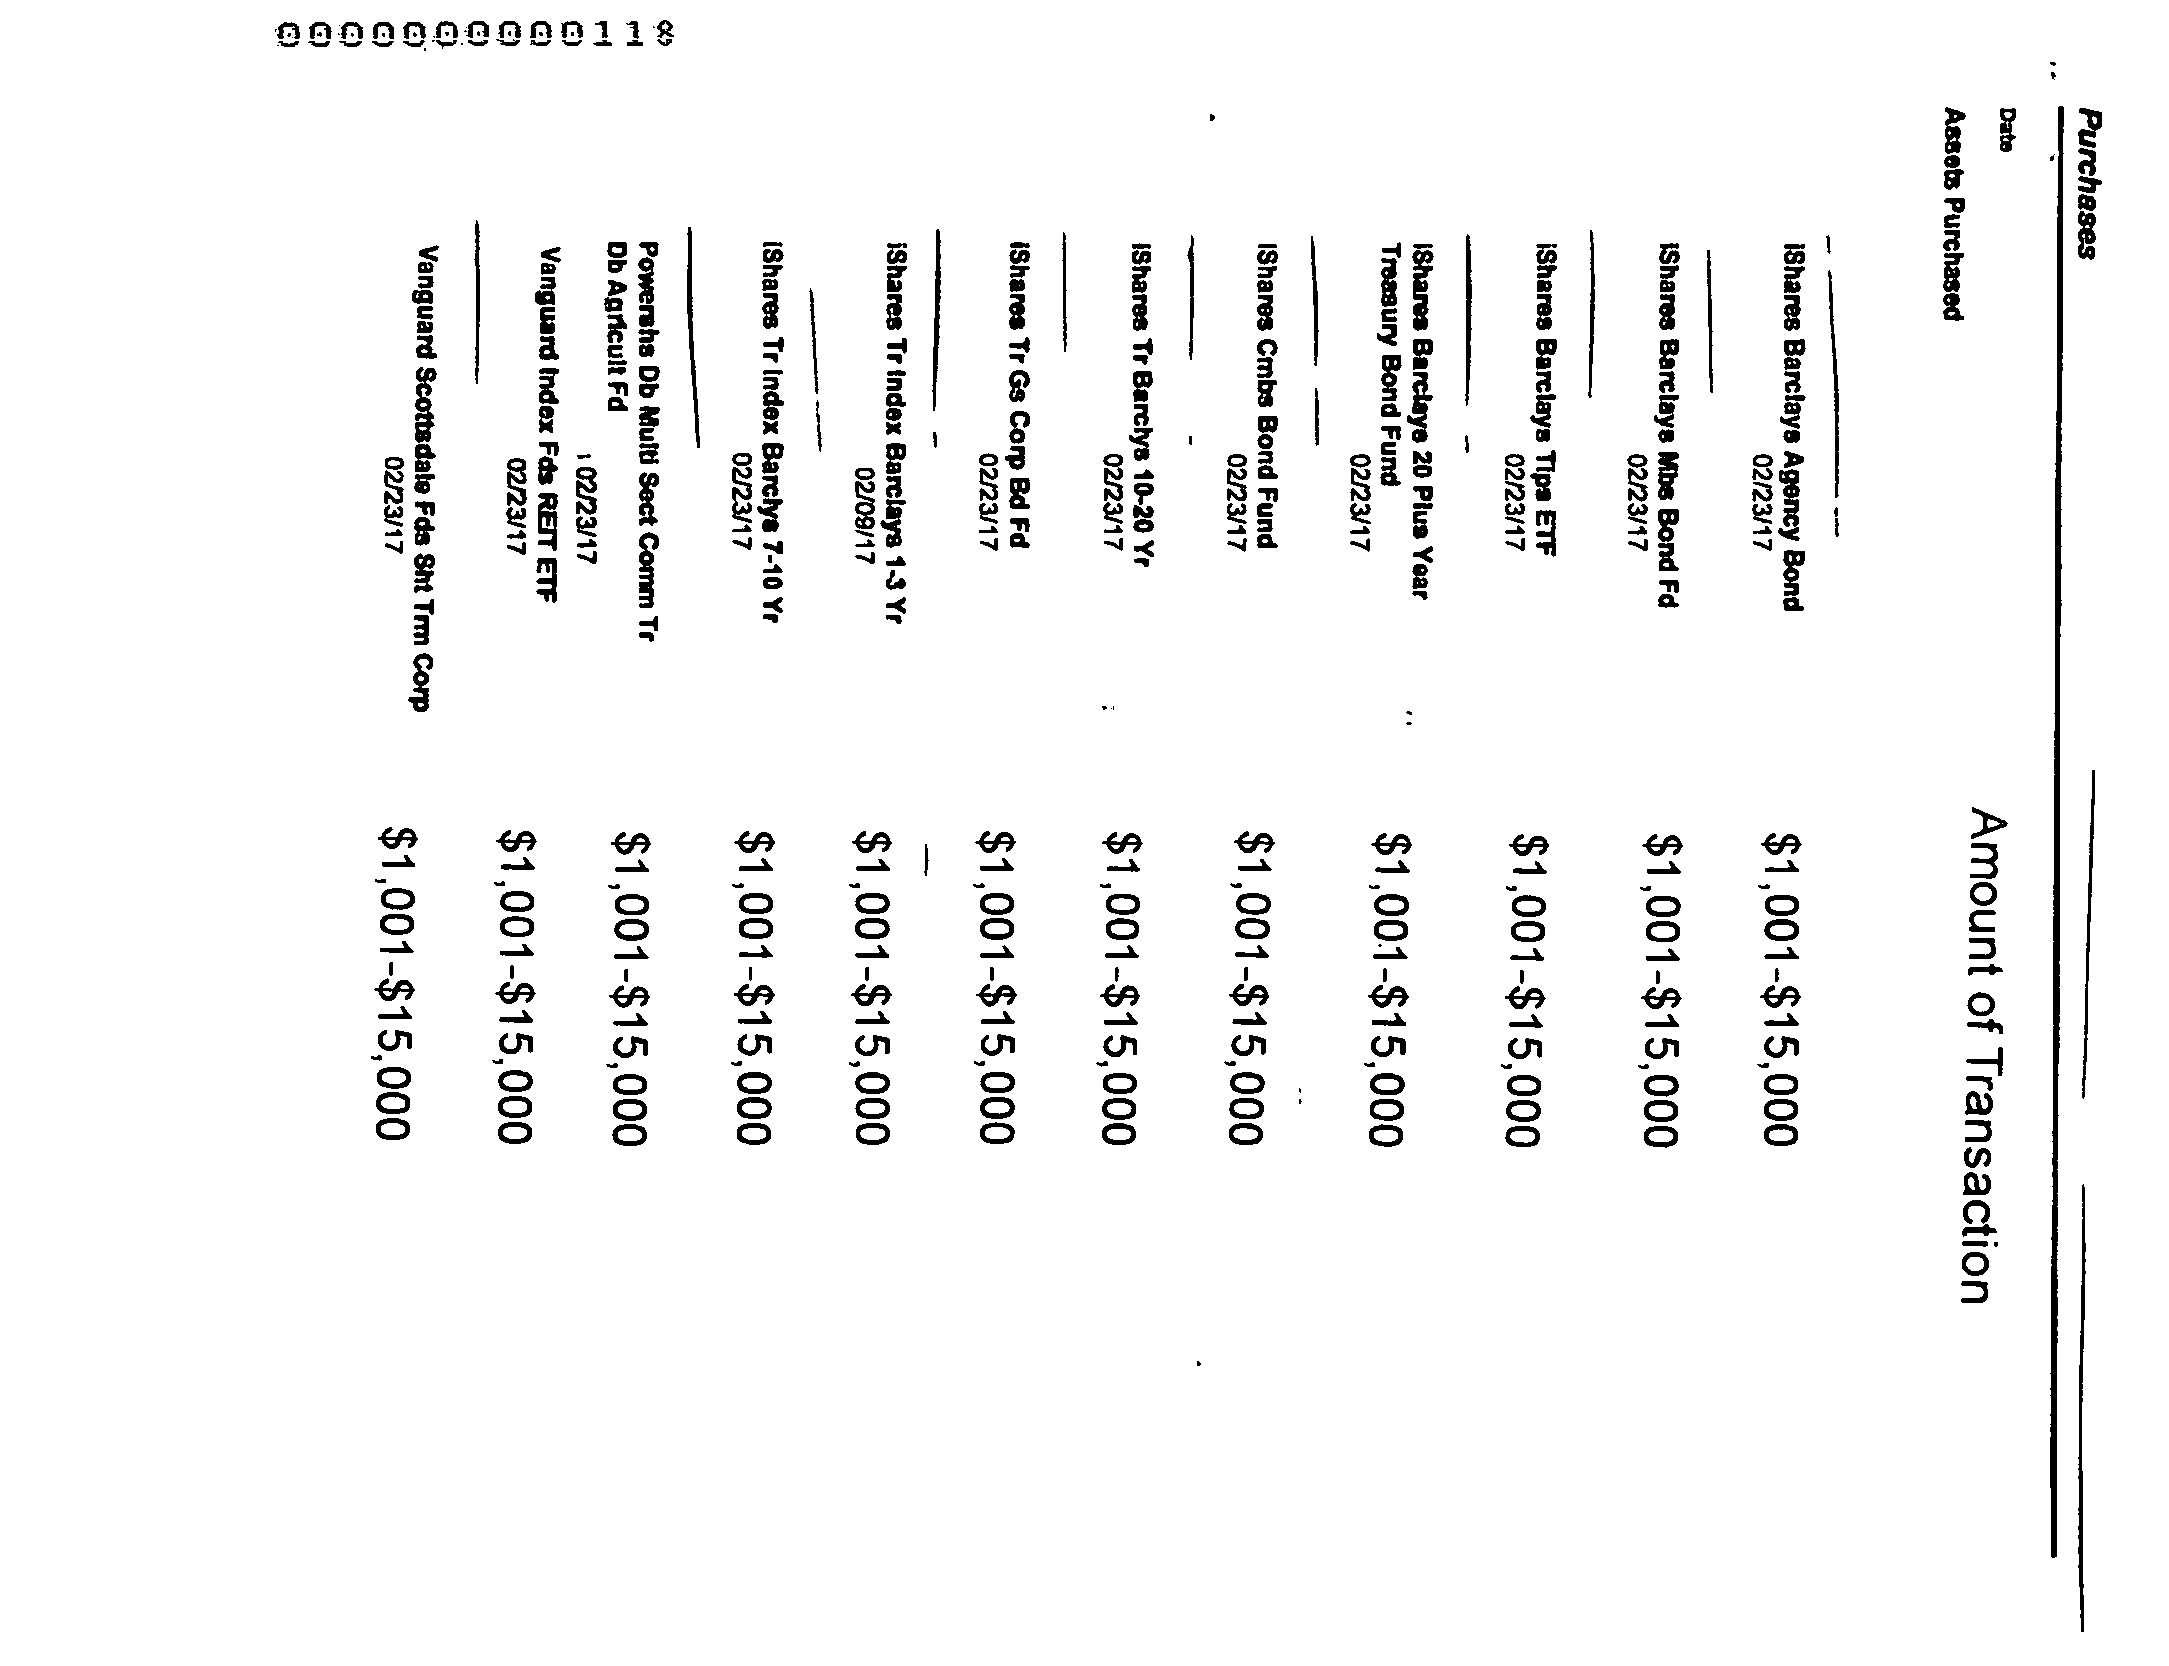 Purchases
Date
Assets Purchased
Amount of Transaction
iShares Barclays Agency Bond
02/23/17
$1,001-$15,000
iShares Barclays Mbs Bond Fd
02/23/17
$1,001-$15,000
iShares Barclays Tips ETF
02/23/17
$1,001-$15,000
iShares Barclays 20 Plus Year
Treasury Bond Fund
02/23/17
$1,001-$15,000
iShares Cmbs Bond Fund
02/23/17
$1,001-$15,000
iShares Tr Barclys 10-20 Yr
02/23/17
$1,001-$15,000
iShares Tr Gs Corp Bd Fd
02/23/17
$1,001-$15,000
iShares Tr Index Barclays 1-3 Yr
02/09/17
$1,001-$15,000
iShares Tr Index Barclys 7-10 Yr
02/23/17
$1,001-$15,000
Powershs Db Multi Sect Comm Tr
Db Agricult Fd
02/23/17
$1,001-$15,000
Vanguard Index Fds REIT ETF
02/23/17
$1,001-$15,000
Vanguard Scottsdale Fds Sht Trm Corp
02/23/17
$1,001-$15,000